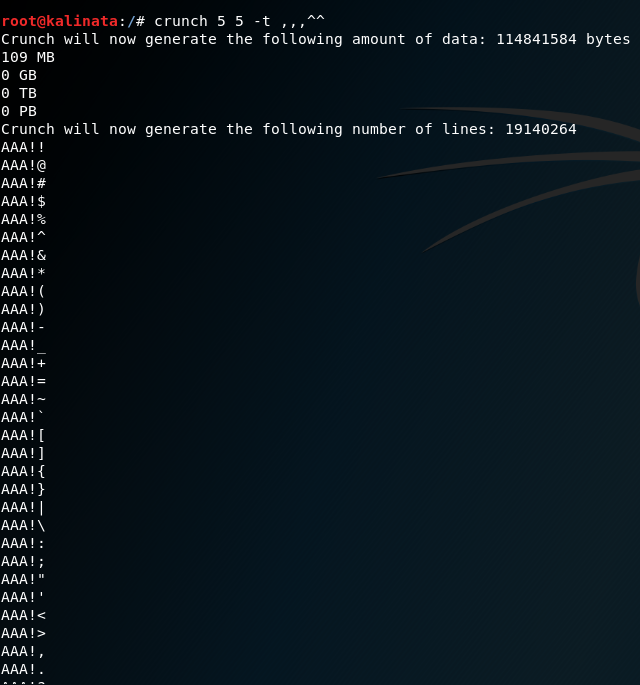 root@kalinata:/# crunch 5 5 -t ,,,^^
Crunch will now generate the following amount of data: 114841584 bytes
109 MB
0 GB
0 TB
0 PB
Crunch will now generate the following number of lines: 19140264
AAA!!
AAA!@
AAA!#
AAA!$
AAA!%
AAA!^
AAA!&
AAA!*
AAA!(
AAA!)
AAA!-
AAA!_
AAA!+
AAA!=
AAA!~
AAA!`
AAA![
AAA!]
AAA!{
AAA!}
AAA!|
AAA!\
AAA!:
AAA!;
AAA!"
AAA!'
AAA!<
AAA!>
AAA!,
AAA!.